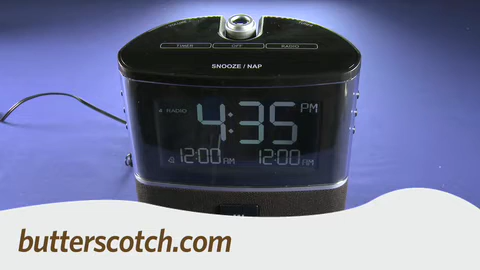 TIMER OFF RADIO
SNOOZE / NAP
RADIO 4:35 PM
12:00 AM 12:00 AM
butterscotch.com